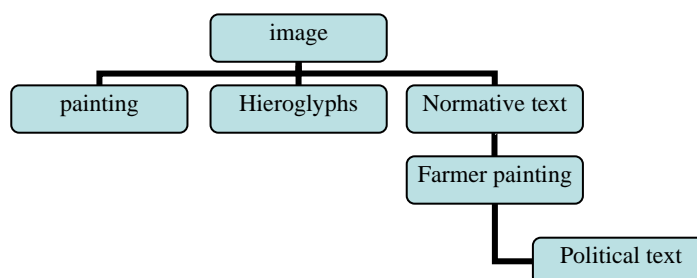 image
painting
Hieroglyphs
Normative text
Farmer painting
Political text